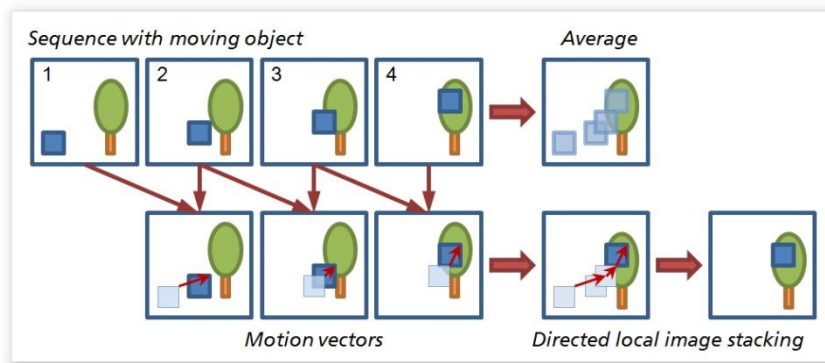 Sequence with moving object
Average
1
2
3
4
Motion vectors
Directed local image stacking